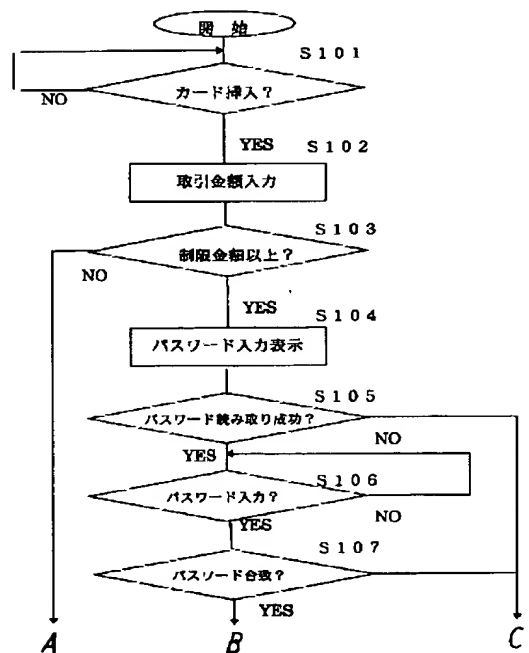 開 始
S101
カード挿入?
NO
YES
S102
取引金額入力
S103
制限金額以上?
NO
YES
S104
パスワード入力表示
S105
パスワード読み取り成功?
NO
YES
S106
パスワード入力?
NO
YES
S107
パスワード合致?
YES
A
B
C